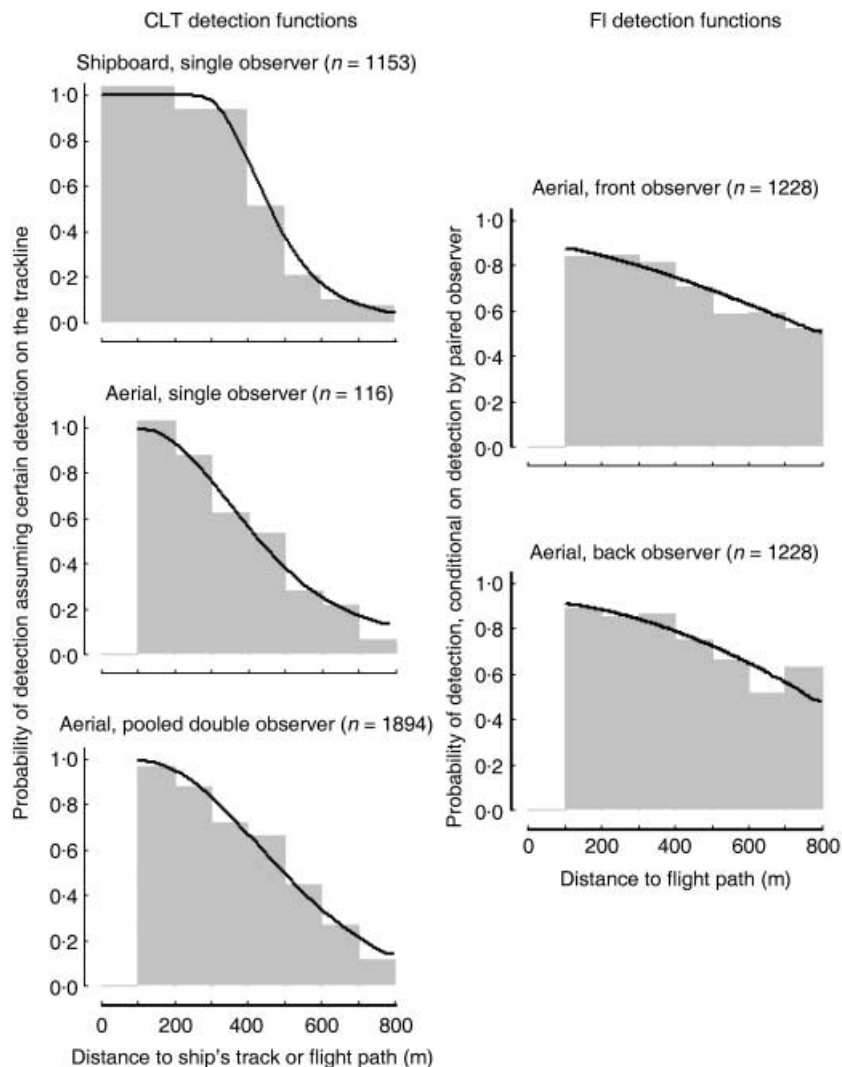 CLT detection functions
Shipboard, single observer (n = 1153)
1·0
0·8
0·6
0·4
0·2
0·0
Aerial, single observer (n = 116)
1·0
0·8
0·6
0·4
0·2
0·0
Aerial, pooled double observer (n = 1894)
1·0
0·8
0·6
0·4
0·2
0·0
0 200 400 600 800
Distance to ship's track or flight path (m)
Probability of detection assuming certain detection on the trackline
FI detection functions
Aerial, front observer (n = 1228)
1·0
0·8
0·6
0·4
0·2
0·0
Aerial, back observer (n = 1228)
1·0
0·8
0·6
0·4
0·2
0·0
0 200 400 600 800
Distance to flight path (m)
Probability of detection, conditional on detection by paired observer